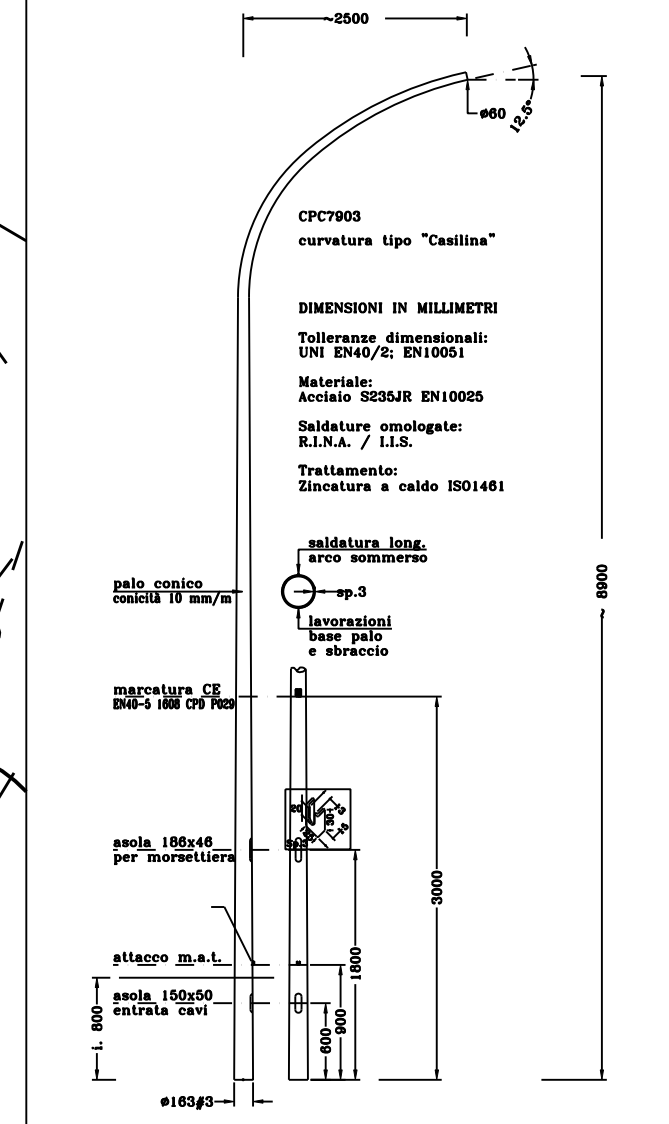 ~2500
ø60
12.5°
CPC7903
curvatura tipo "Casilina"
DIMENSIONI IN MILLIMETRI
Tolleranze dimensionali:
UNI EN40/2; EN10051
Materiale:
Acciaio S235JR EN10025
Saldature omologate:
R.I.N.A. / I.I.S.
Trattamento:
Zincatura a caldo ISO1461
saldatura long.
arco sommerso
palo conico
conicità 10 mm/m
sp.3
lavorazioni
base palo
e sbraccio
~ 8900
marcatura CE
EN40-5 1608 CPD P029
20
30
asola 186x46
per morsettiera
3000
1800
attacco m.a.t.
asola 150x50
entrata cavi
i. 800
900
600
ø163#3